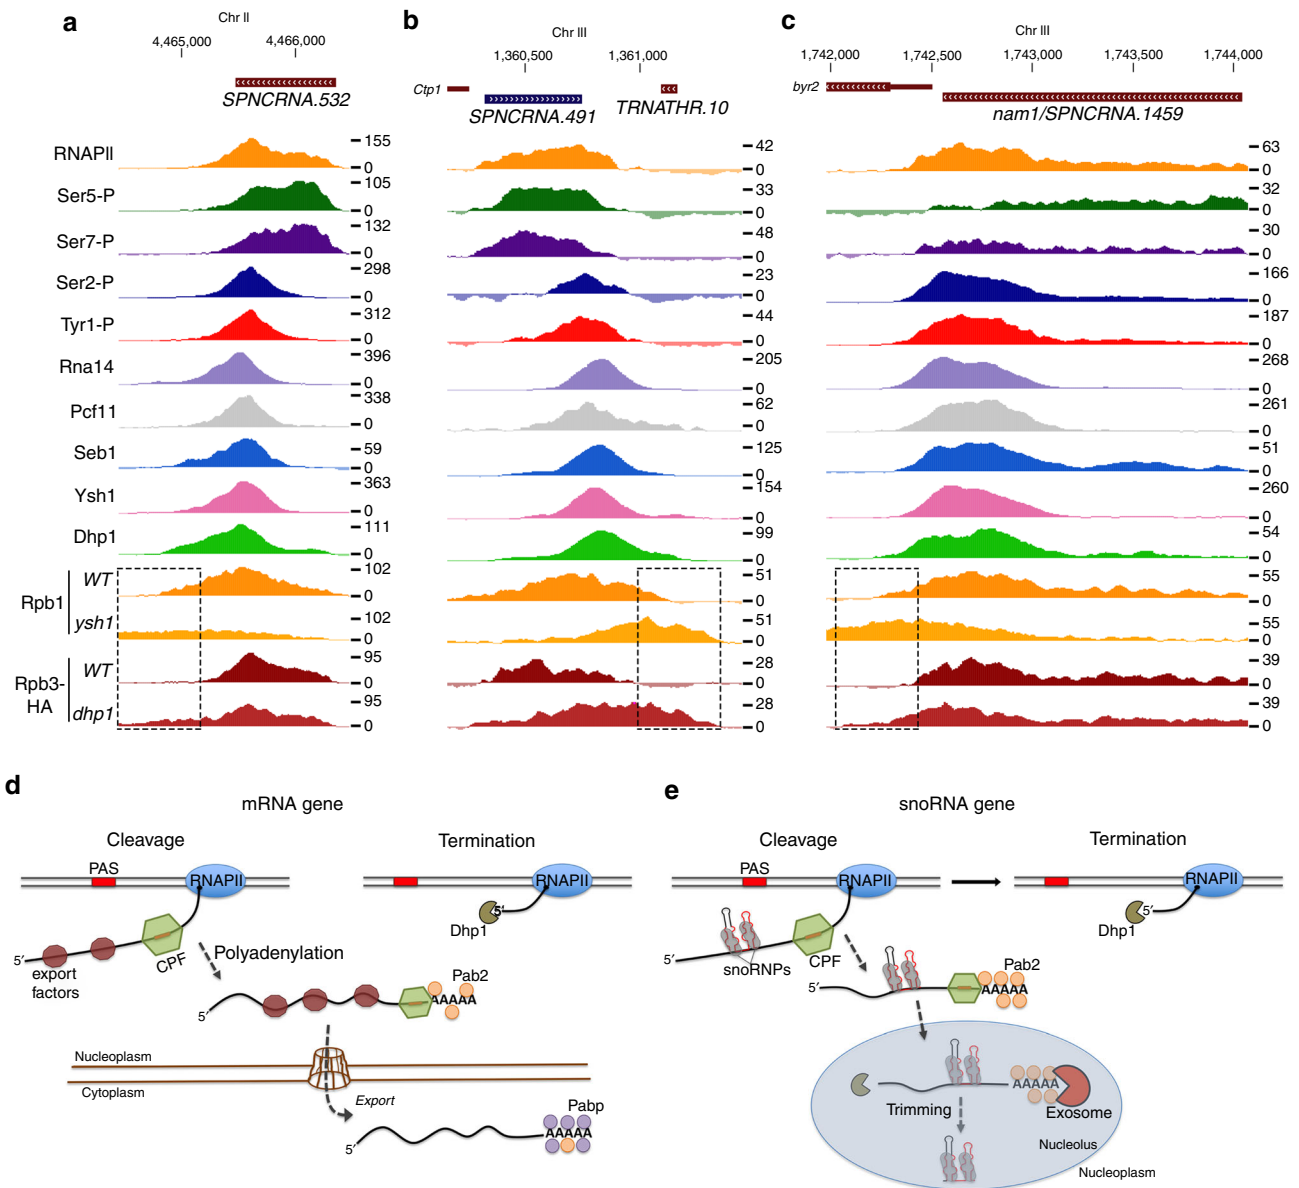 a
Chr II
4,465,000
4,466,000
SPNCRNA.532
b
Chr III
1,360,500
1,361,000
Ctp1
SPNCRNA.491
TRNATHR.10
c
Chr III
1,742,000
1,742,500
1,743,000
1,743,500
1,744,000
byr2
nam1/SPNCRNA.1459
RNAPII
155
0
42
0
63
0
Ser5-P
105
0
33
0
32
0
Ser7-P
132
0
48
0
30
0
Ser2-P
298
0
23
0
166
0
Tyr1-P
312
0
44
0
187
0
Rna14
396
0
205
0
268
0
Pcf11
338
0
62
0
261
0
Seb1
59
0
125
0
51
0
Ysh1
363
0
154
0
260
0
Dhp1
111
0
99
0
54
0
Rpb1
WT
102
0
51
0
55
0
ysh1
102
0
51
0
55
0
Rpb3-
HA
WT
95
0
28
0
39
0
dhp1
95
0
28
0
39
0
d
mRNA gene
Cleavage
Termination
PAS
RNAPII
RNAPII
5′
Dhp1
CPF
5′
export
factors
Polyadenylation
Pab2
AAAAA
5′
Nucleoplasm
Cytoplasm
Export
Pabp
AAAAA
5′
e
snoRNA gene
Cleavage
Termination
PAS
RNAPII
RNAPII
5′
Dhp1
5′
snoRNPs
CPF
Pab2
AAAAA
5′
AAAAA
Trimming
Exosome
Nucleolus
Nucleoplasm